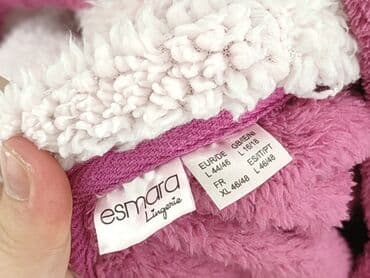 esmara
Lingerie
EUR/DE
L 44/46
GB/IE/NI
L 16/18
FR
XL 46/48
ES/IT/PT
L 46/48